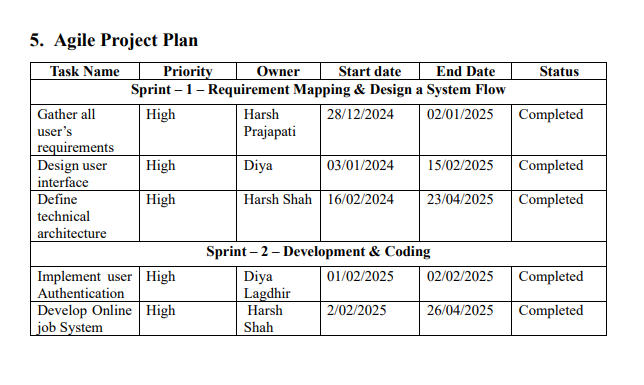 5. Agile Project Plan
Task Name Priority Owner Start date End Date Status
Sprint – 1 – Requirement Mapping & Design a System Flow
Gather all High Harsh 28/12/2024 02/01/2025 Completed
user's Prajapati
requirements
Design user High Diya 03/01/2024 15/02/2025 Completed
interface
Define High Harsh Shah 16/02/2024 23/04/2025 Completed
technical
architecture
Sprint – 2 – Development & Coding
Implement user High Diya 01/02/2025 02/02/2025 Completed
Authentication Lagdhir
Develop Online High Harsh 2/02/2025 26/04/2025 Completed
job System Shah